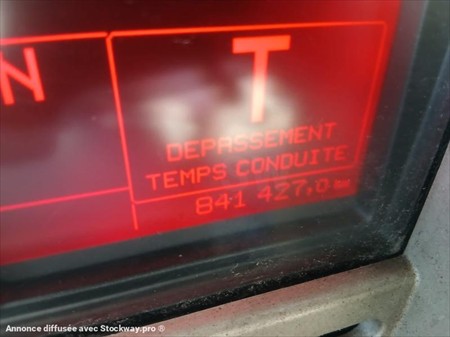 N
T
DEPASSEMENT
TEMPS CONDUITE
841 427,0 km
Annonce diffusée avec Stockway.pro ®